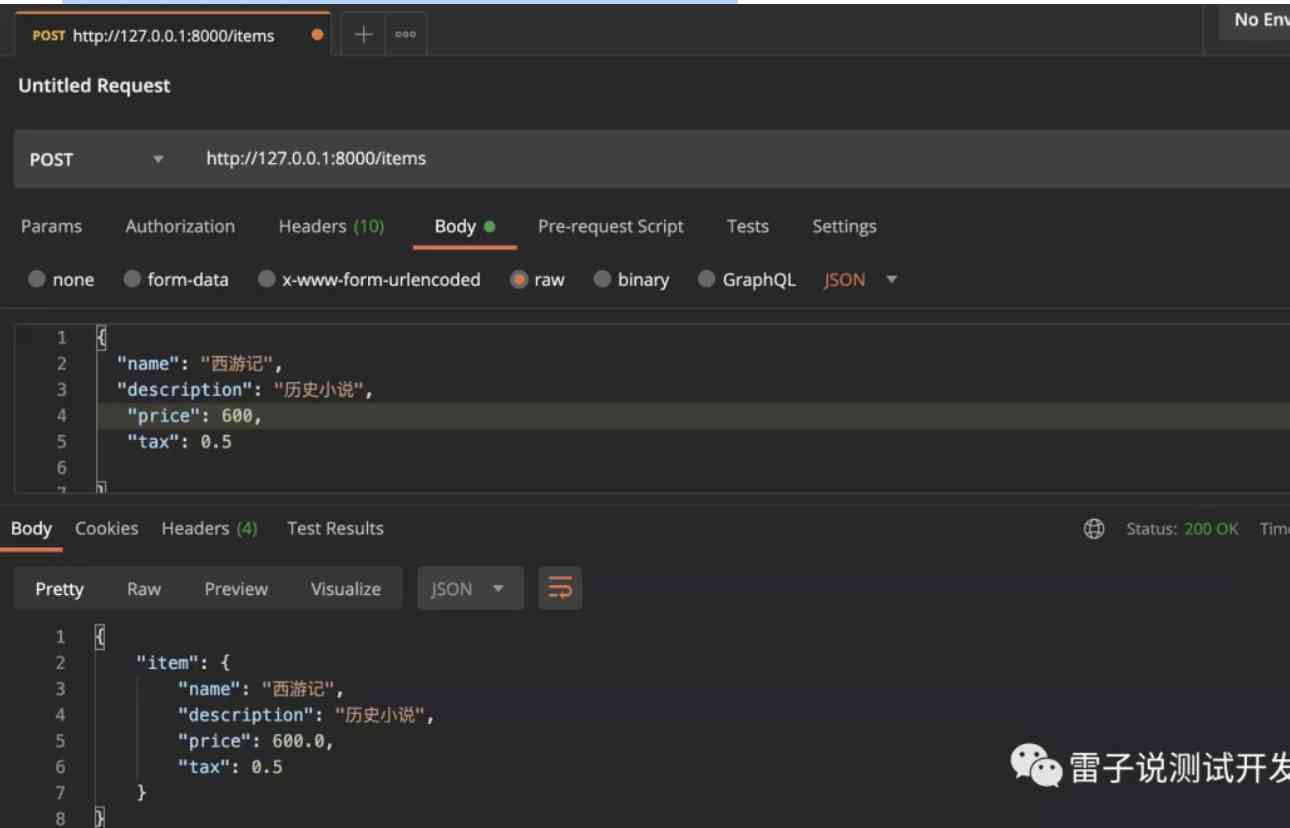 POST http://127.0.0.1:8000/items
No Env
Untitled Request
POST http://127.0.0.1:8000/items
Params Authorization Headers (10) Body Pre-request Script Tests Settings
none form-data x-www-form-urlencoded raw binary GraphQL JSON
1 {
2 "name": "西游记",
3 "description": "历史小说",
4 "price": 600,
5 "tax": 0.5
6
7 }
Body Cookies Headers (4) Test Results Status: 200 OK Time
Pretty Raw Preview Visualize JSON
1 {
2 "item": {
3 "name": "西游记",
4 "description": "历史小说",
5 "price": 600.0,
6 "tax": 0.5
7 }
8 }
雷子说测试开发